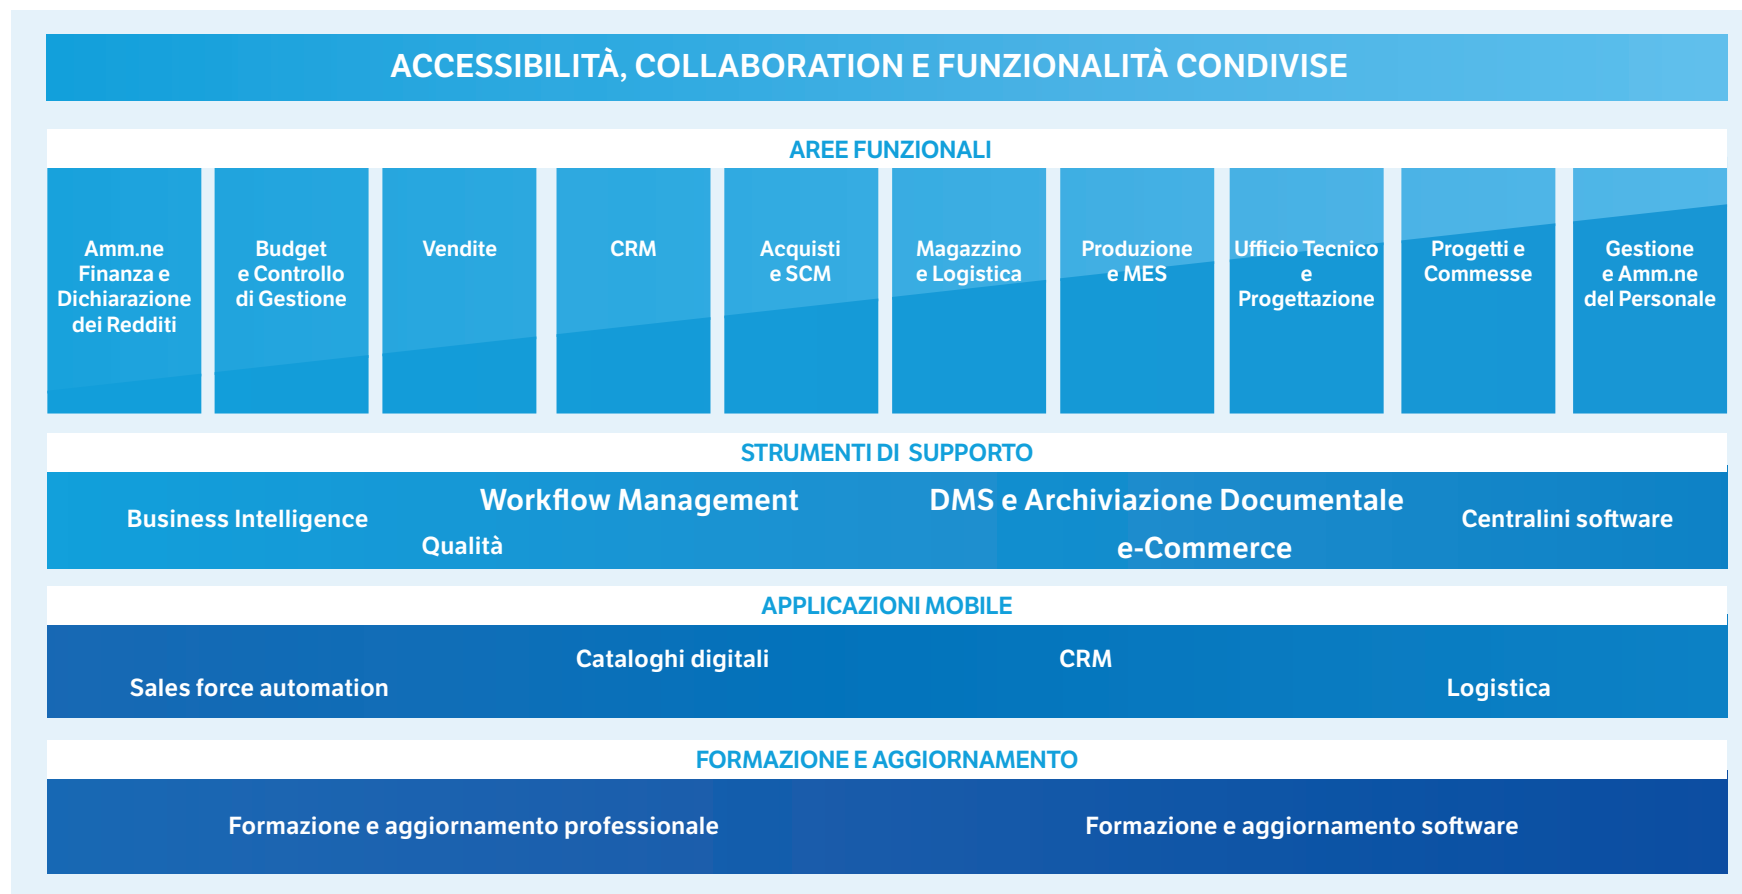 ACCESSIBILITÀ, COLLABORATION E FUNZIONALITÀ CONDIVISE
AREE FUNZIONALI
Amm.ne
Finanza e
Dichiarazione
dei Redditi
Budget
e Controllo
di Gestione
Vendite
CRM
Acquisti
e SCM
Magazzino
e Logistica
Produzione
e MES
Ufficio Tecnico
e
Progettazione
Progetti e
Commesse
Gestione
e Amm.ne
del Personale
STRUMENTI DI SUPPORTO
Business Intelligence
Workflow Management
Qualità
DMS e Archiviazione Documentale
e-Commerce
Centralini software
APPLICAZIONI MOBILE
Sales force automation
Cataloghi digitali
CRM
Logistica
FORMAZIONE E AGGIORNAMENTO
Formazione e aggiornamento professionale
Formazione e aggiornamento software